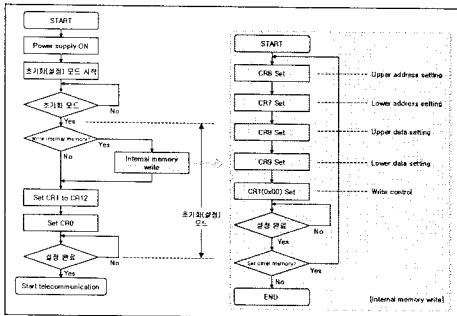 START
Power supply ON
초기화(설정) 모드 시작
초기화 모드
No
Yes
Write internal memory?
Yes
No
Internal memory
write
Set CR1 to CR12
Set CR0
설정 완료
No
Yes
Start telecommunication
초기화(설정)
모드
START
CR6 Set
Upper address setting
CR7 Set
Lower address setting
CR8 Set
Upper data setting
CR9 Set
Lower data setting
CR1(0x00) Set
Write control
설정 완료
No
Yes
Set other memory?
Yes
No
END
[Internal memory write]